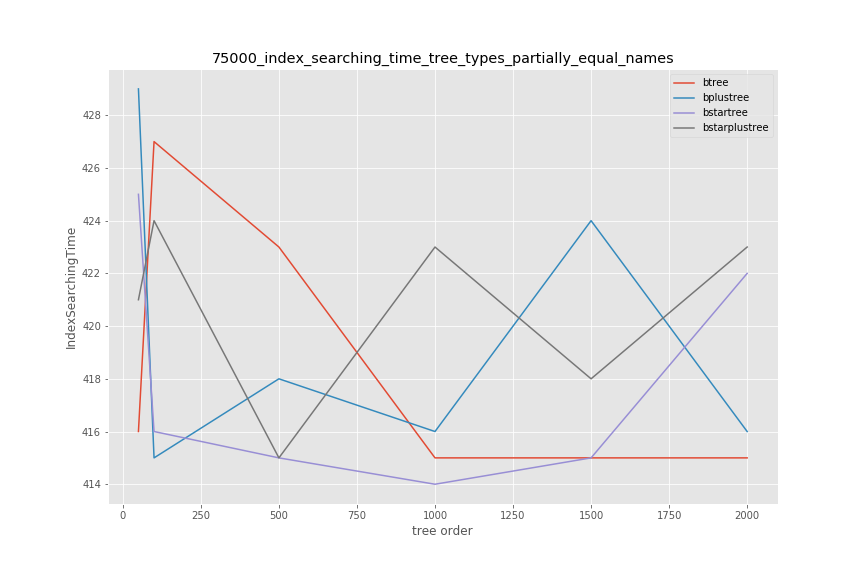 75000_index_searching_time_tree_types_partially_equal_names
btree
bplustree
bstartree
bstarplustree
428
426
424
422
420
418
416
414
IndexSearchingTime
0 250 500 750 1000 1250 1500 1750 2000
tree order